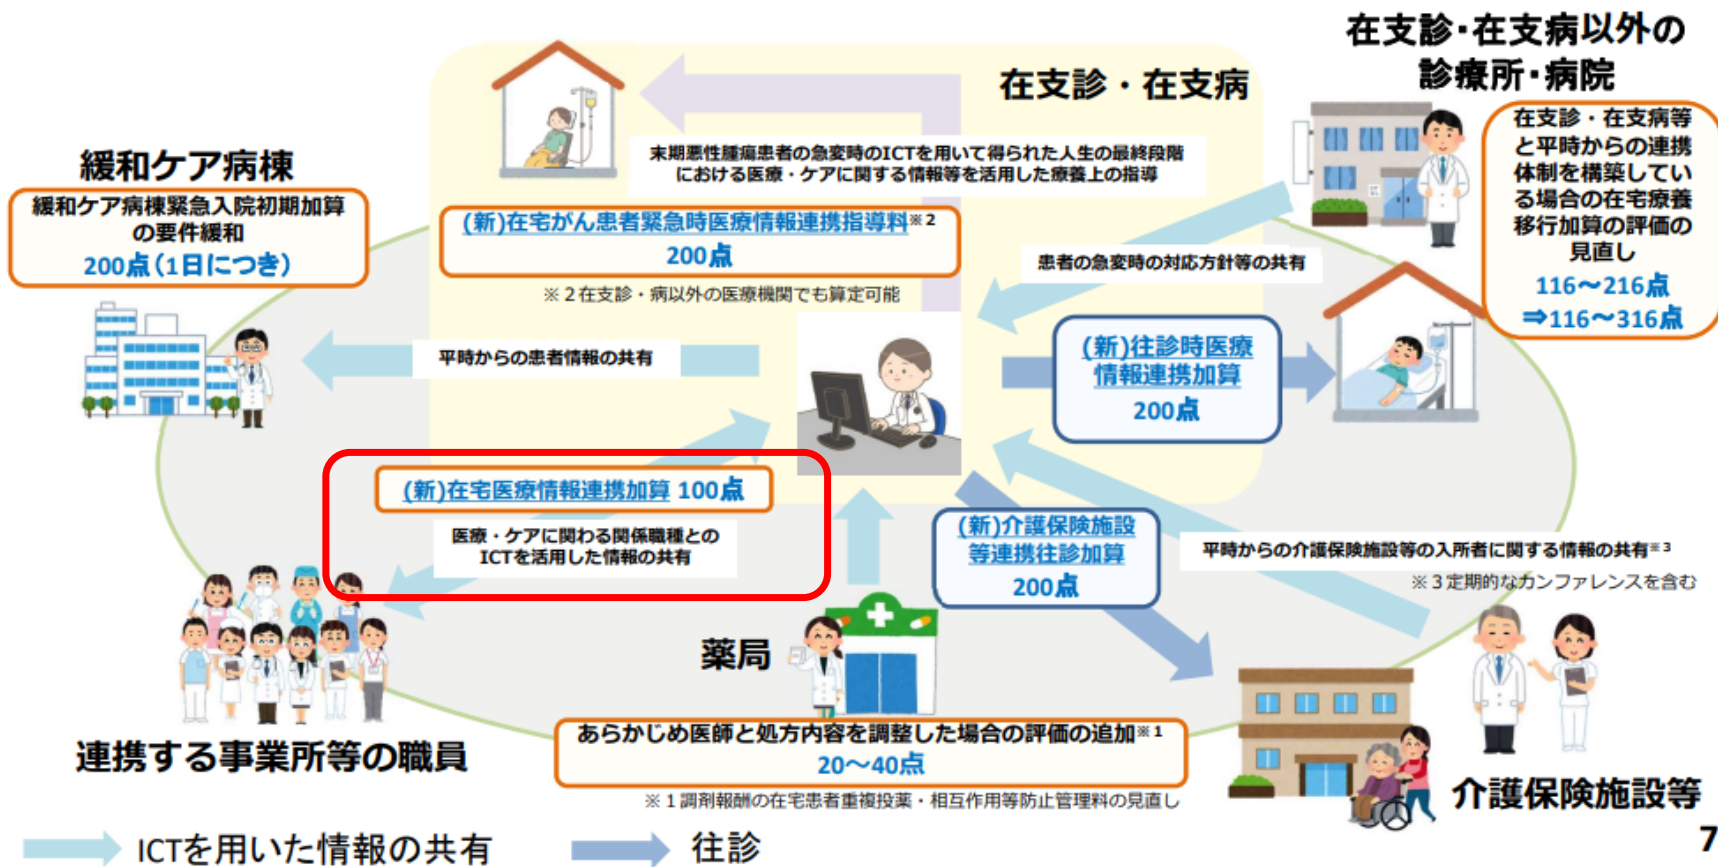 在支診・在支病以外の
診療所・病院
在支診・在支病等
と平時からの連携
体制を構築してい
る場合の在宅療養
移行加算の評価の
見直し
116～216点
⇒116～316点
在支診・在支病
末期悪性腫瘍患者の急変時のICTを用いて得られた人生の最終段階
における医療・ケアに関する情報等を活用した療養上の指導
(新)在宅がん患者緊急時医療情報連携指導料※2
200点
※２在支診・病以外の医療機関でも算定可能
緩和ケア病棟
緩和ケア病棟緊急入院初期加算
の要件緩和
200点(1日につき)
患者の急変時の対応方針等の共有
平時からの患者情報の共有
(新)往診時医療
情報連携加算
200点
(新)在宅医療情報連携加算 100点
医療・ケアに関わる関係職種との
ICTを活用した情報の共有
(新)介護保険施設
等連携往診加算
200点
平時からの介護保険施設等の入所者に関する情報の共有※3
※３定期的なカンファレンスを含む
薬局
あらかじめ医師と処方内容を調整した場合の評価の追加※1
20～40点
※１調剤報酬の在宅患者重複投薬・相互作用等防止管理料の見直し
連携する事業所等の職員
介護保険施設等
ICTを用いた情報の共有
往診
7